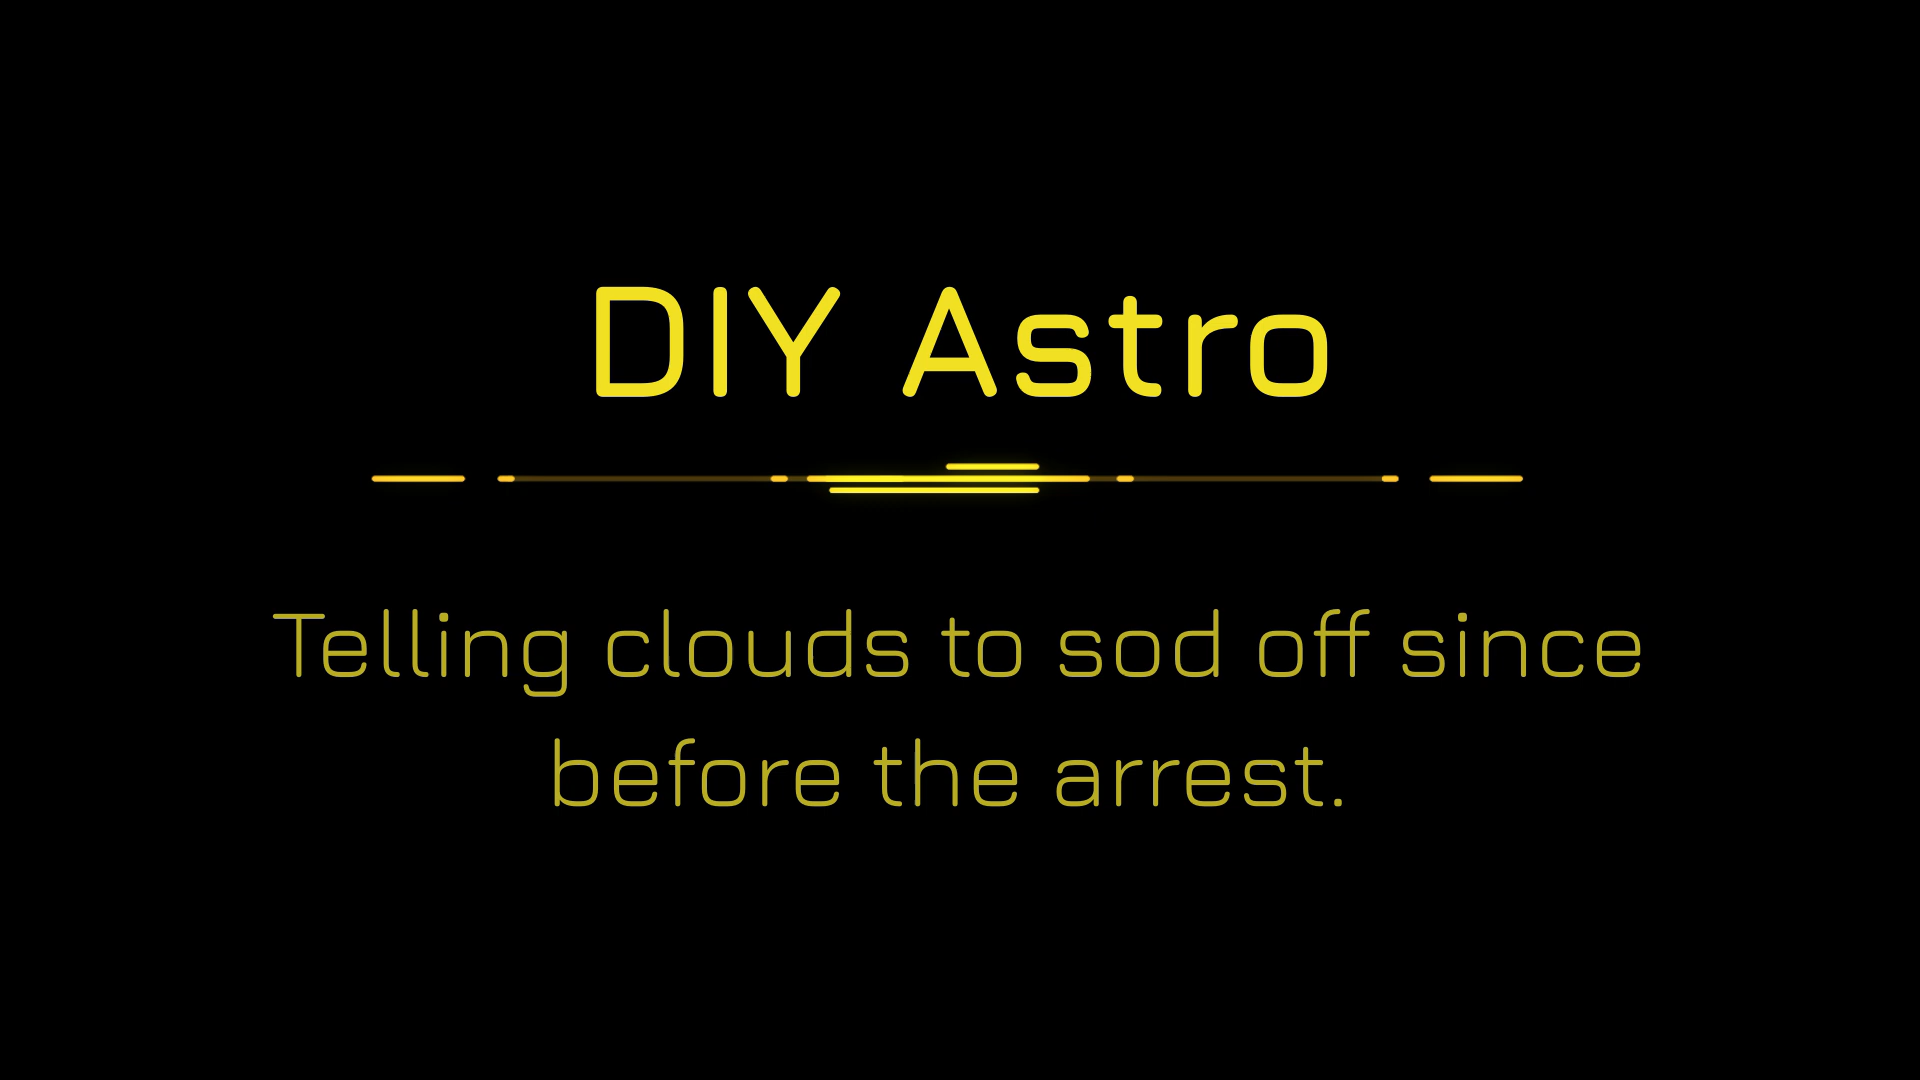 DIY Astro
Telling clouds to sod off since
before the arrest.